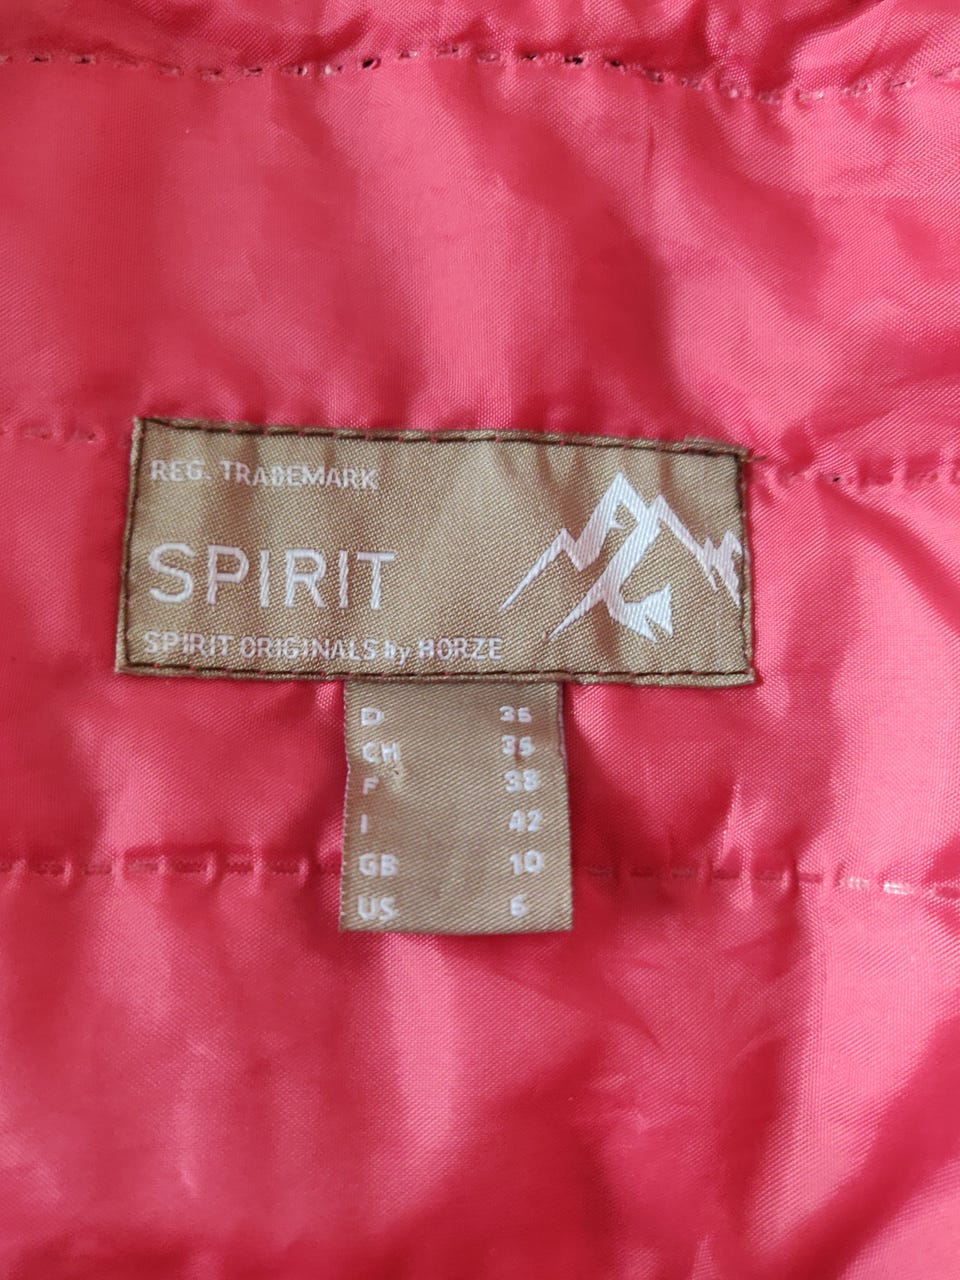 REG. TRADEMARK
SPIRIT
SPIRIT ORIGINALS by HORZE
D 36
CH 36
F 38
I 42
GB 10
US 6